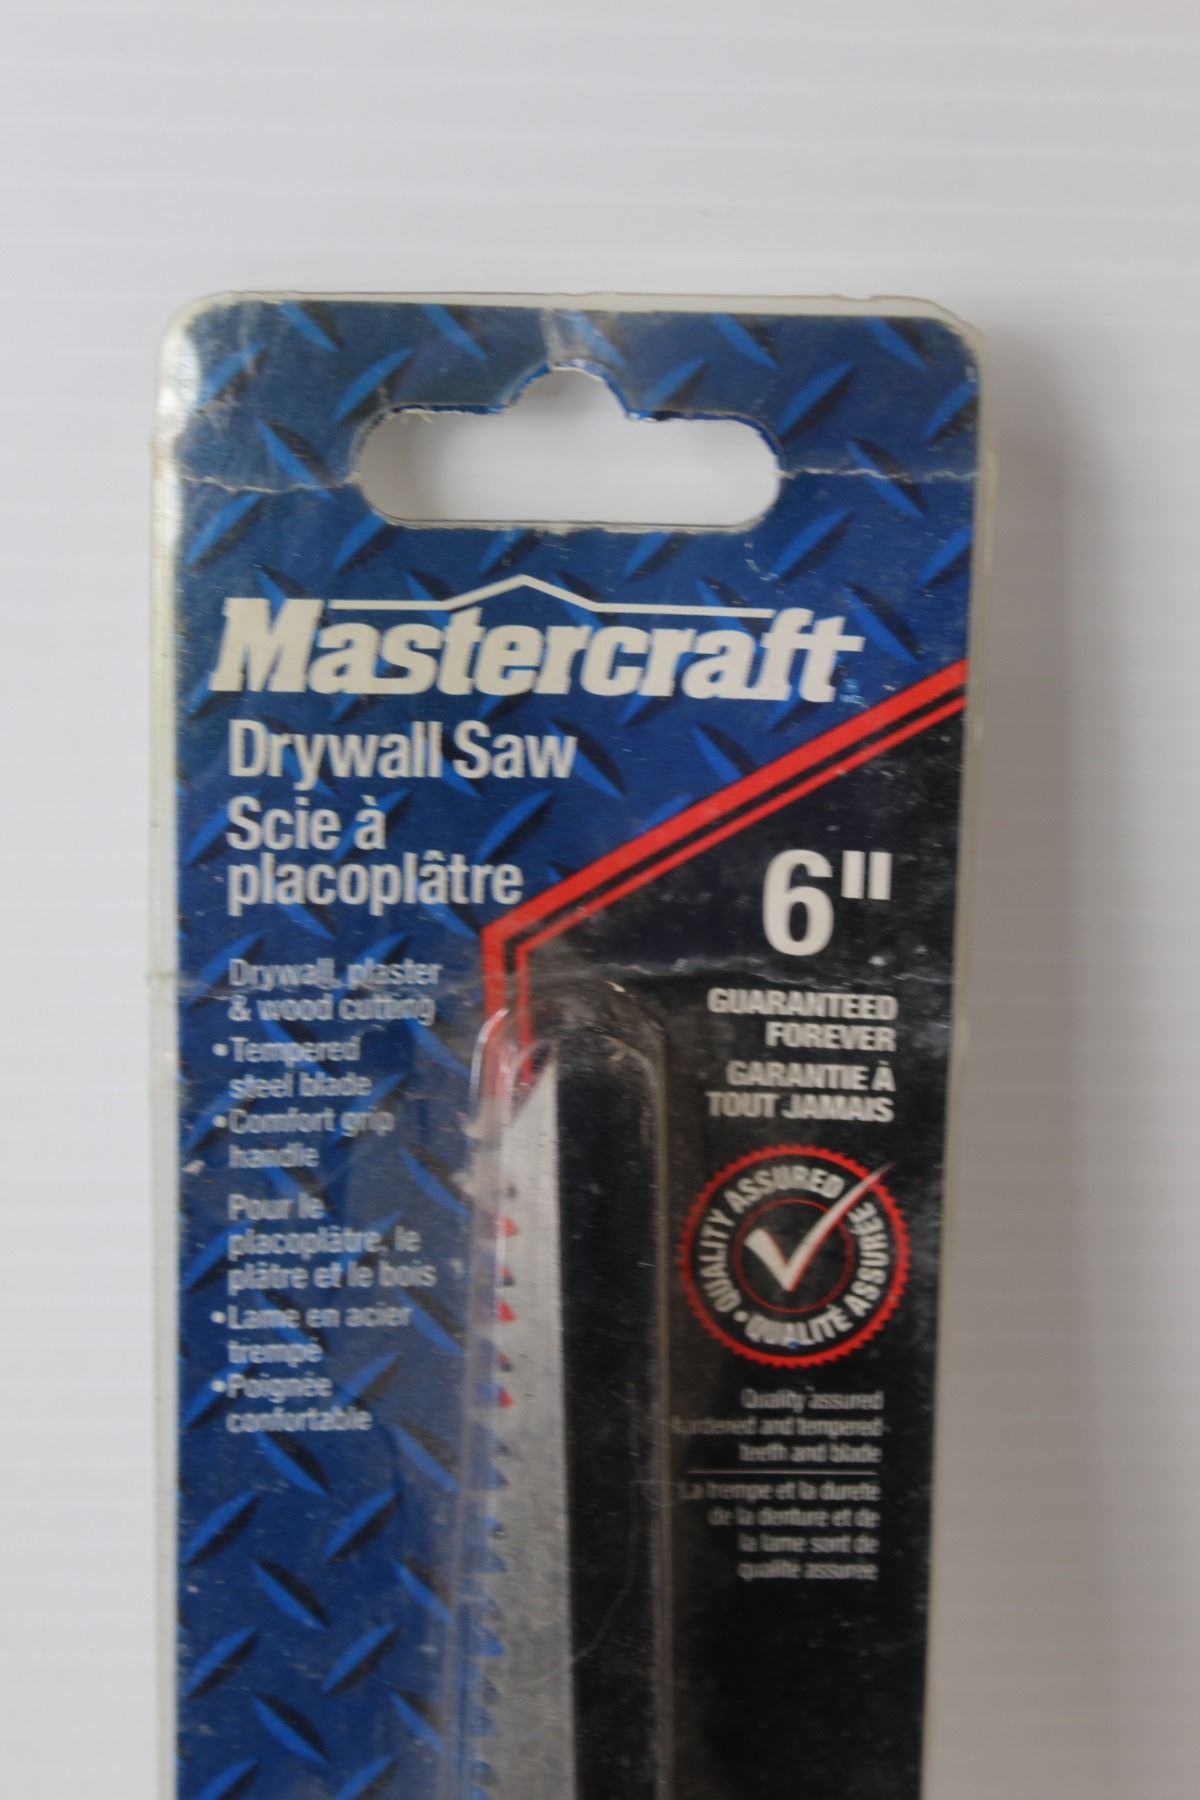 Mastercraft
Drywall Saw
Scie à
placoplâtre
6"
Drywall, plaster
& wood cutting
•Tempered
steel blade
•Comfort grip
handle
Pour le
placoplâtre, le
plâtre et le bois
•Lame en acier
trempé
•Poignée
confortable
GUARANTEED
FOREVER
GARANTIE À
TOUT JAMAIS
QUALITY ASSURED
• QUALITÉ ASSURÉE
Quality assured
hardened and tempered
teeth and blade
La trempe et la dureté
de la denture et de
la lame sont de
qualité assurée